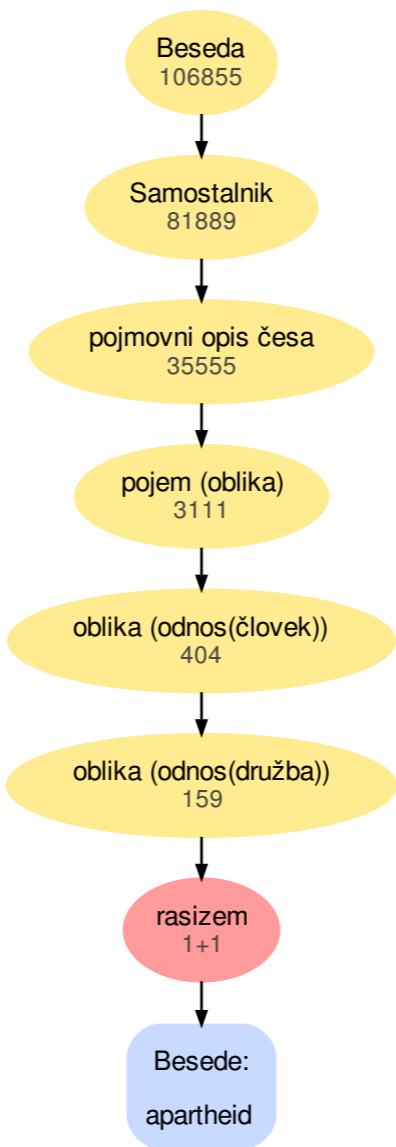 Beseda
106855
Samostalnik
81889
pojmovni opis česa
35555
pojem (oblika)
3111
oblika (odnos(človek))
404
oblika (odnos(družba))
159
rasizem
1+1
Besede:
apartheid